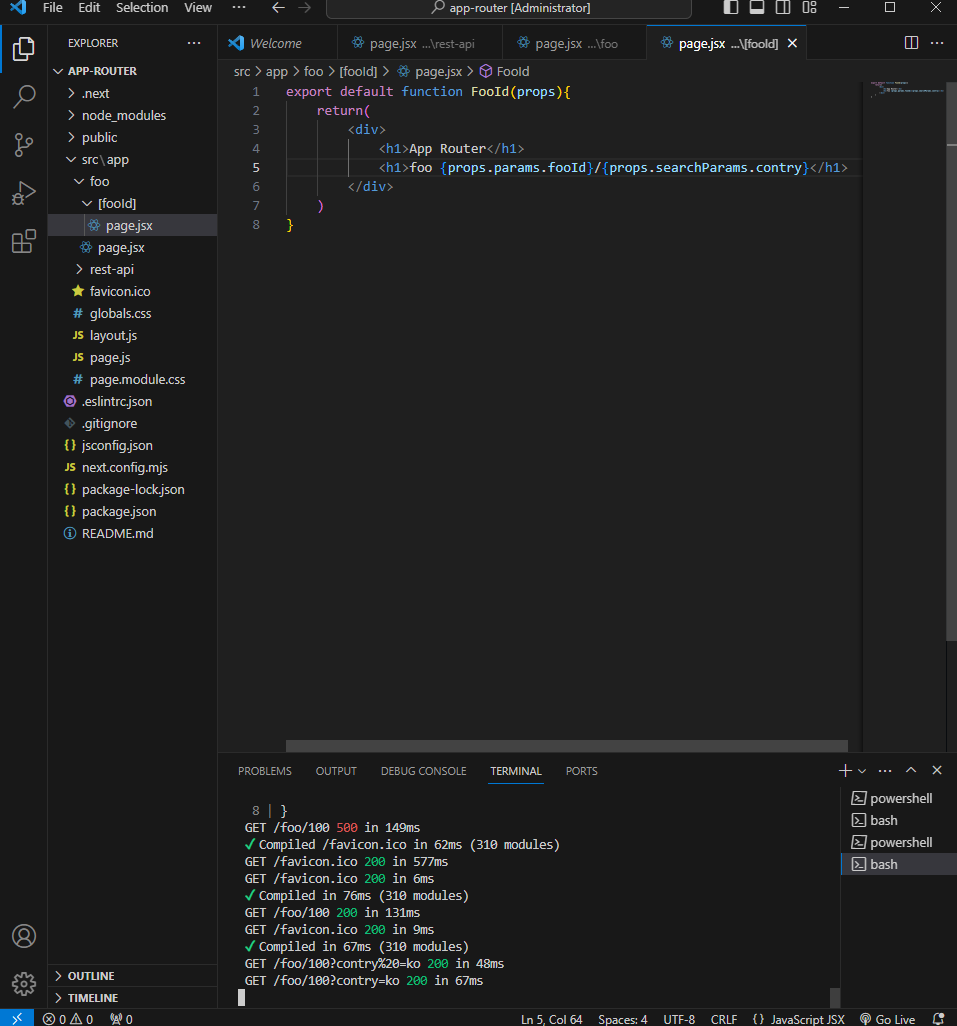 File Edit Selection View ··· app-router [Administrator]
EXPLORER ···
APP-ROUTER
.next
node_modules
public
src\app
foo
[fooId]
page.jsx
page.jsx
rest-api
favicon.ico
# globals.css
JS layout.js
JS page.js
# page.module.css
.eslintrc.json
.gitignore
{} jsconfig.json
JS next.config.mjs
{} package-lock.json
{} package.json
README.md
OUTLINE
TIMELINE
Welcome page.jsx ...\rest-api page.jsx ...\foo page.jsx ...\[fooId]
src > app > foo > [fooId] > page.jsx > FooId
1 export default function FooId(props){
2 return(
3 <div>
4 <h1>App Router</h1>
5 <h1>foo {props.params.fooId}/{props.searchParams.contry}</h1>
6 </div>
7 )
8 }
PROBLEMS OUTPUT DEBUG CONSOLE TERMINAL PORTS
8 | }
GET /foo/100 500 in 149ms
✓ Compiled /favicon.ico in 62ms (310 modules)
GET /favicon.ico 200 in 577ms
GET /favicon.ico 200 in 6ms
✓ Compiled in 76ms (310 modules)
GET /foo/100 200 in 131ms
GET /favicon.ico 200 in 9ms
✓ Compiled in 67ms (310 modules)
GET /foo/100?contry%20=ko 200 in 48ms
GET /foo/100?contry=ko 200 in 67ms
powershell
bash
powershell
bash
0 0 0 Ln 5, Col 64 Spaces: 4 UTF-8 CRLF {} JavaScript JSX Go Live